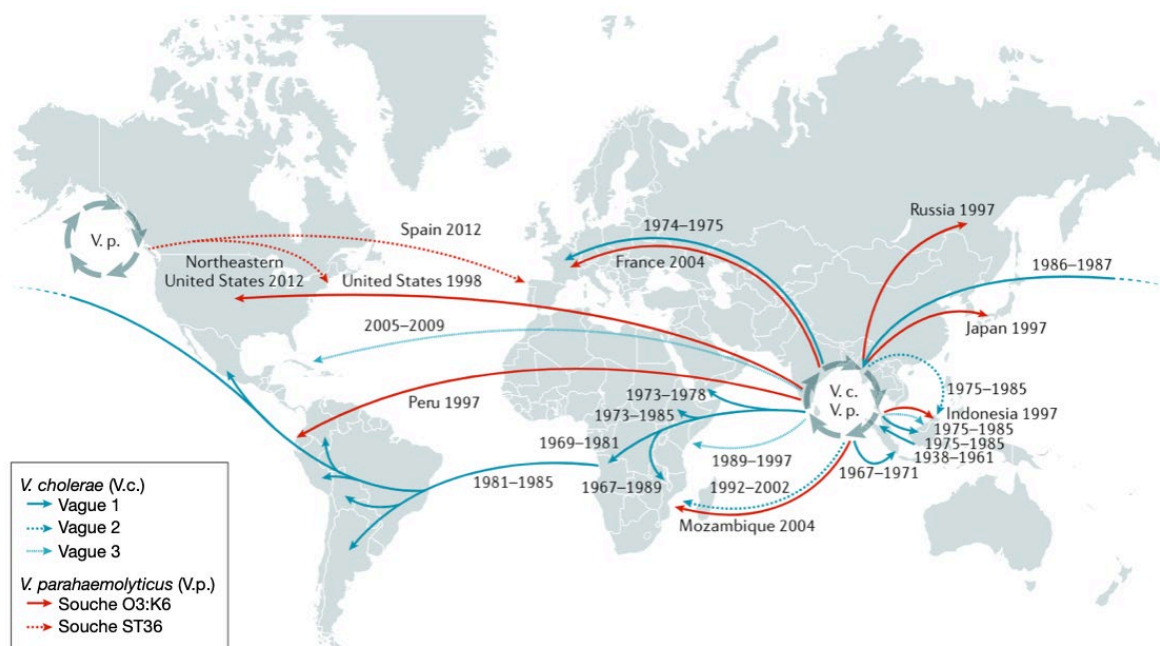 Russia 1997
1974–1975
Spain 2012
V. p.
France 2004
Northeastern
United States 2012
United States 1998
1986–1987
Japan 1997
2005–2009
1973–1978
V. c.
V. p.
1975–1985
Peru 1997
1973–1985
Indonesia 1997
1975–1985
1975–1985
1969–1981
1938–1961
1989–1997
1967–1971
1981–1985
1967–1989
1992–2002
Mozambique 2004
V. cholerae (V.c.)
Vague 1
Vague 2
Vague 3
V. parahaemolyticus (V.p.)
Souche O3:K6
Souche ST36